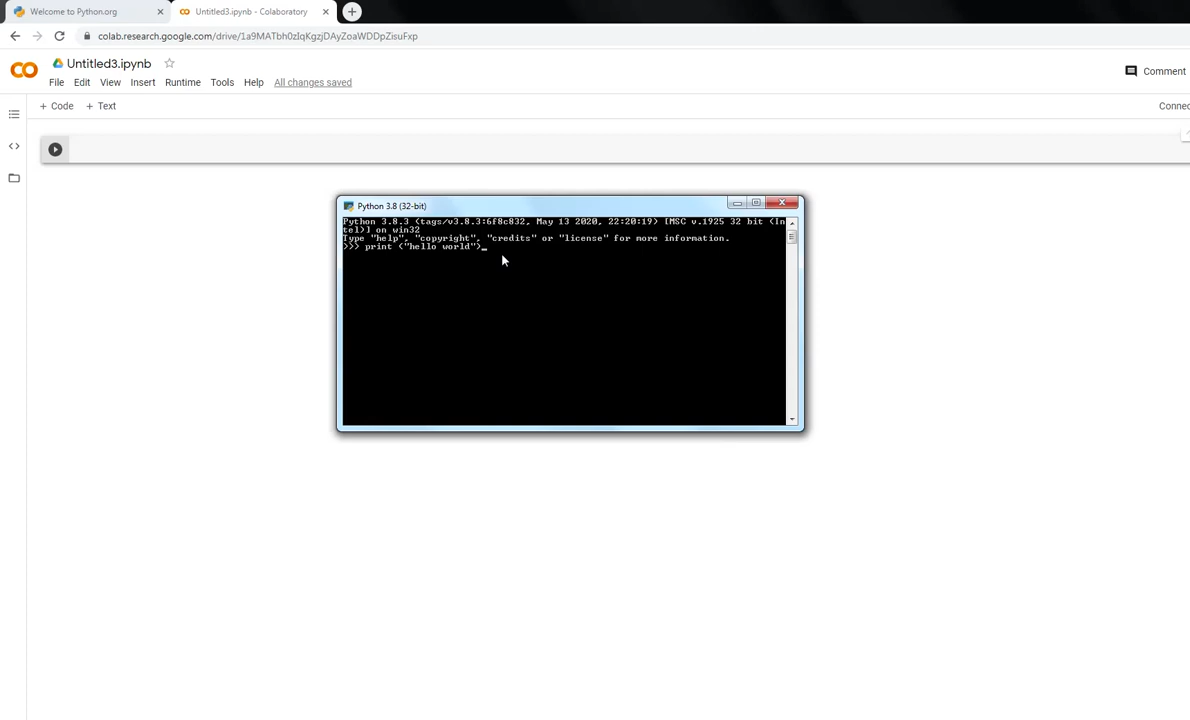 Welcome to Python.org
Untitled3.ipynb - Colaboratory
colab.research.google.com/drive/1a9MATbh0zIqKgzjDAyZoaWDDpZisuFxp
Untitled3.ipynb
Comment
File Edit View Insert Runtime Tools Help All changes saved
+ Code + Text
Connec
Python 3.8 (32-bit)
Python 3.8.3 (tags/v3.8.3:6f8c832, May 13 2020, 22:20:19) [MSC v.1925 32 bit (In
tel)] on win32
Type "help", "copyright", "credits" or "license" for more information.
>>> print ("hello world")_